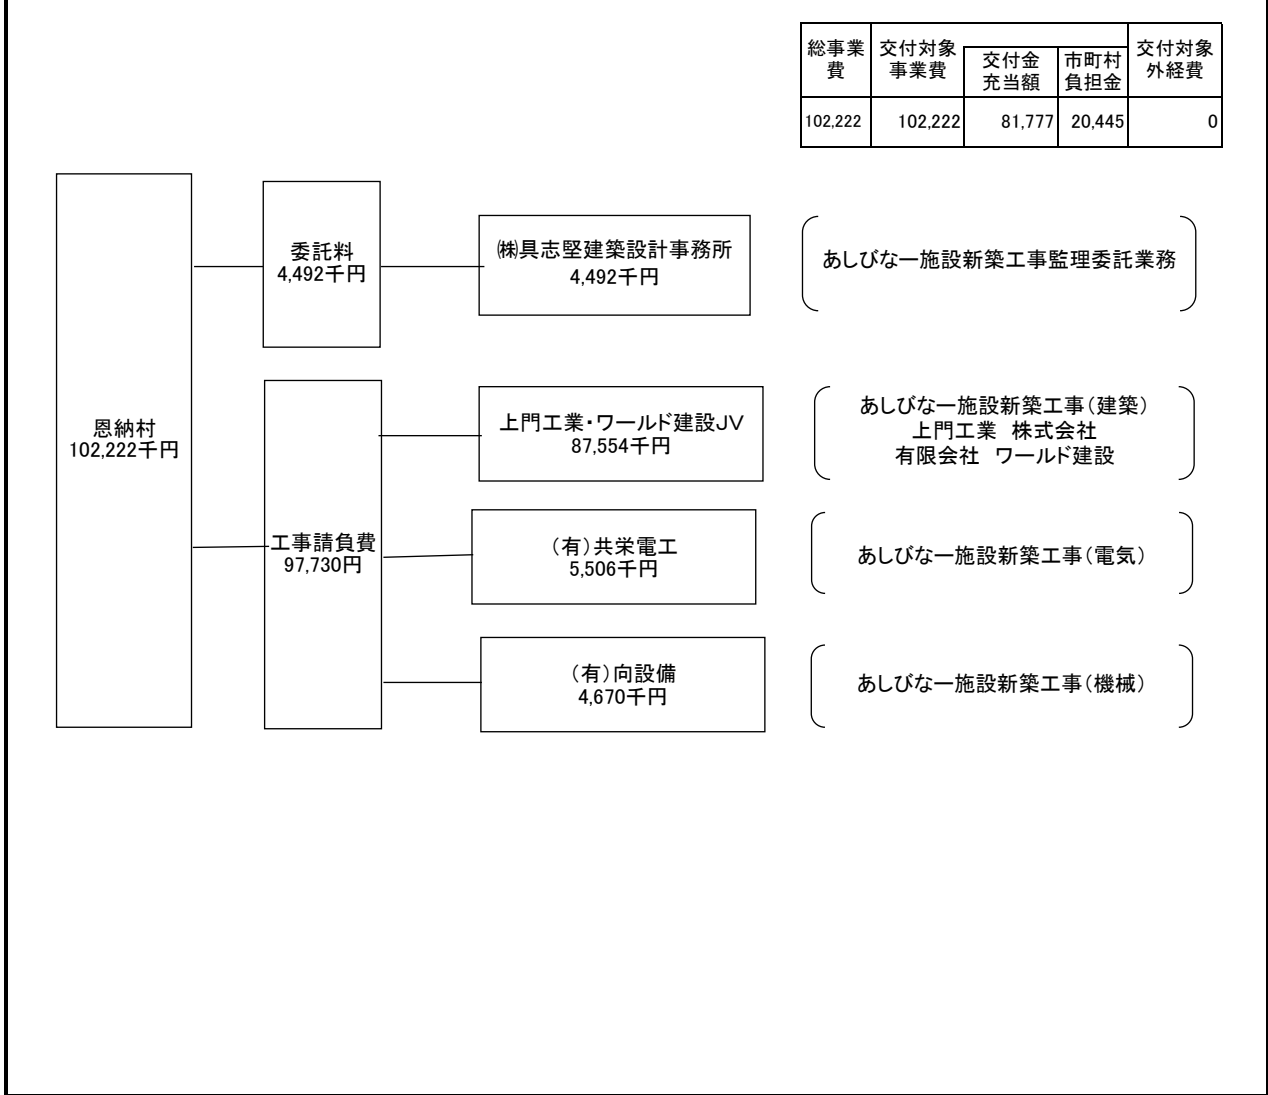 総事業
費
交付対象
事業費
交付金
充当額
市町村
負担金
交付対象
外経費
102,222
102,222
81,777
20,445
0
恩納村
102,222千円
委託料
4,492千円
㈱具志堅建築設計事務所
4,492千円
あしびなー施設新築工事監理委託業務
工事請負費
97,730円
上門工業・ワールド建設JV
87,554千円
あしびなー施設新築工事(建築)
上門工業 株式会社
有限会社 ワールド建設
(有)共栄電工
5,506千円
あしびなー施設新築工事(電気)
(有)向設備
4,670千円
あしびなー施設新築工事(機械)